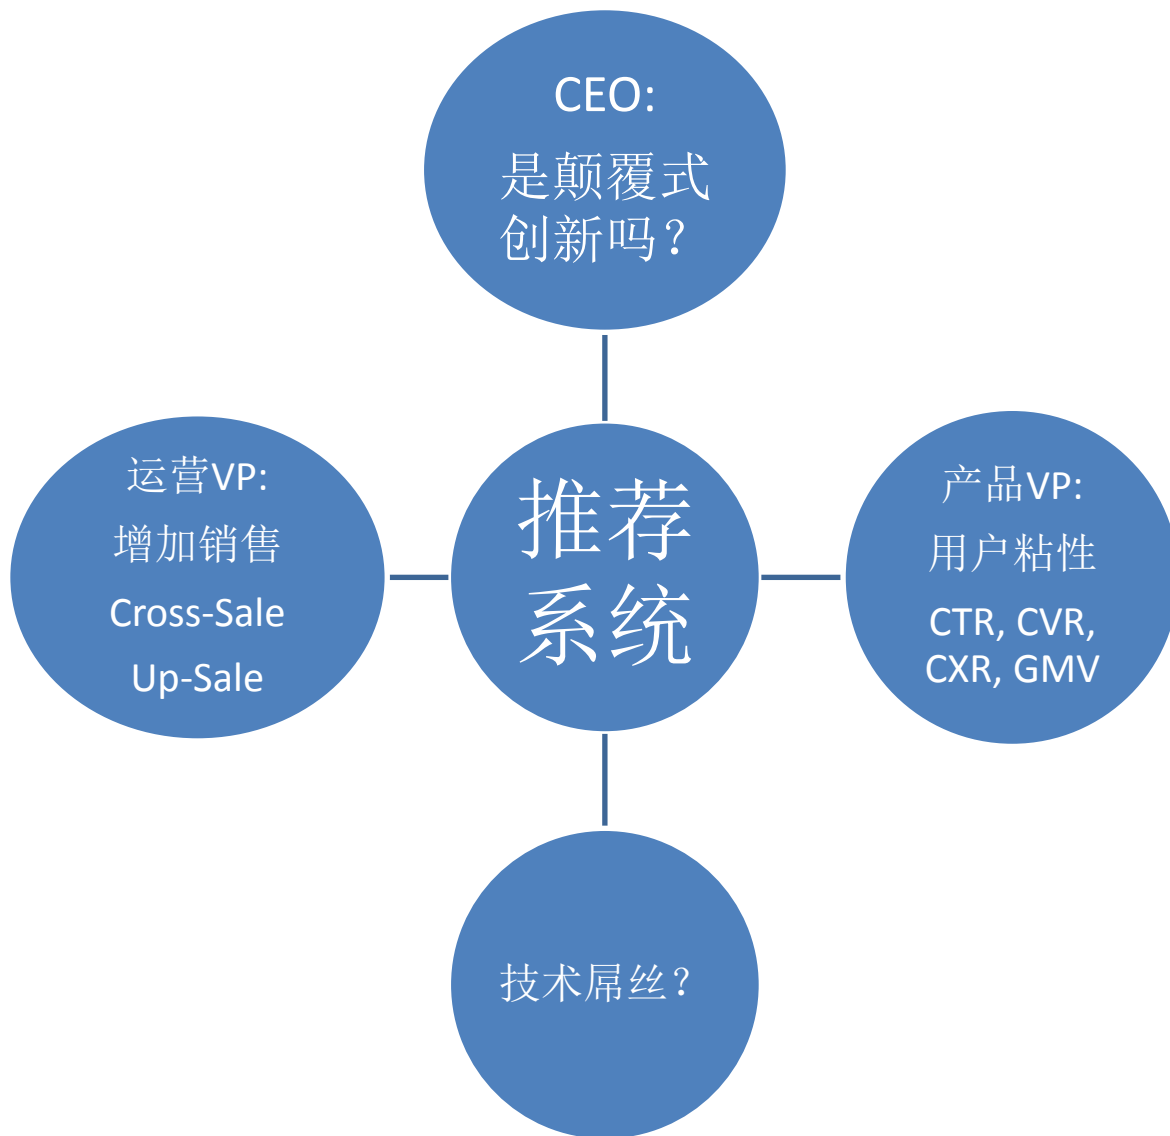 CEO:
是颠覆式
创新吗？
运营VP:
增加销售
Cross-Sale
Up-Sale
推荐
系统
产品VP:
用户粘性
CTR, CVR,
CXR, GMV
技术屌丝？